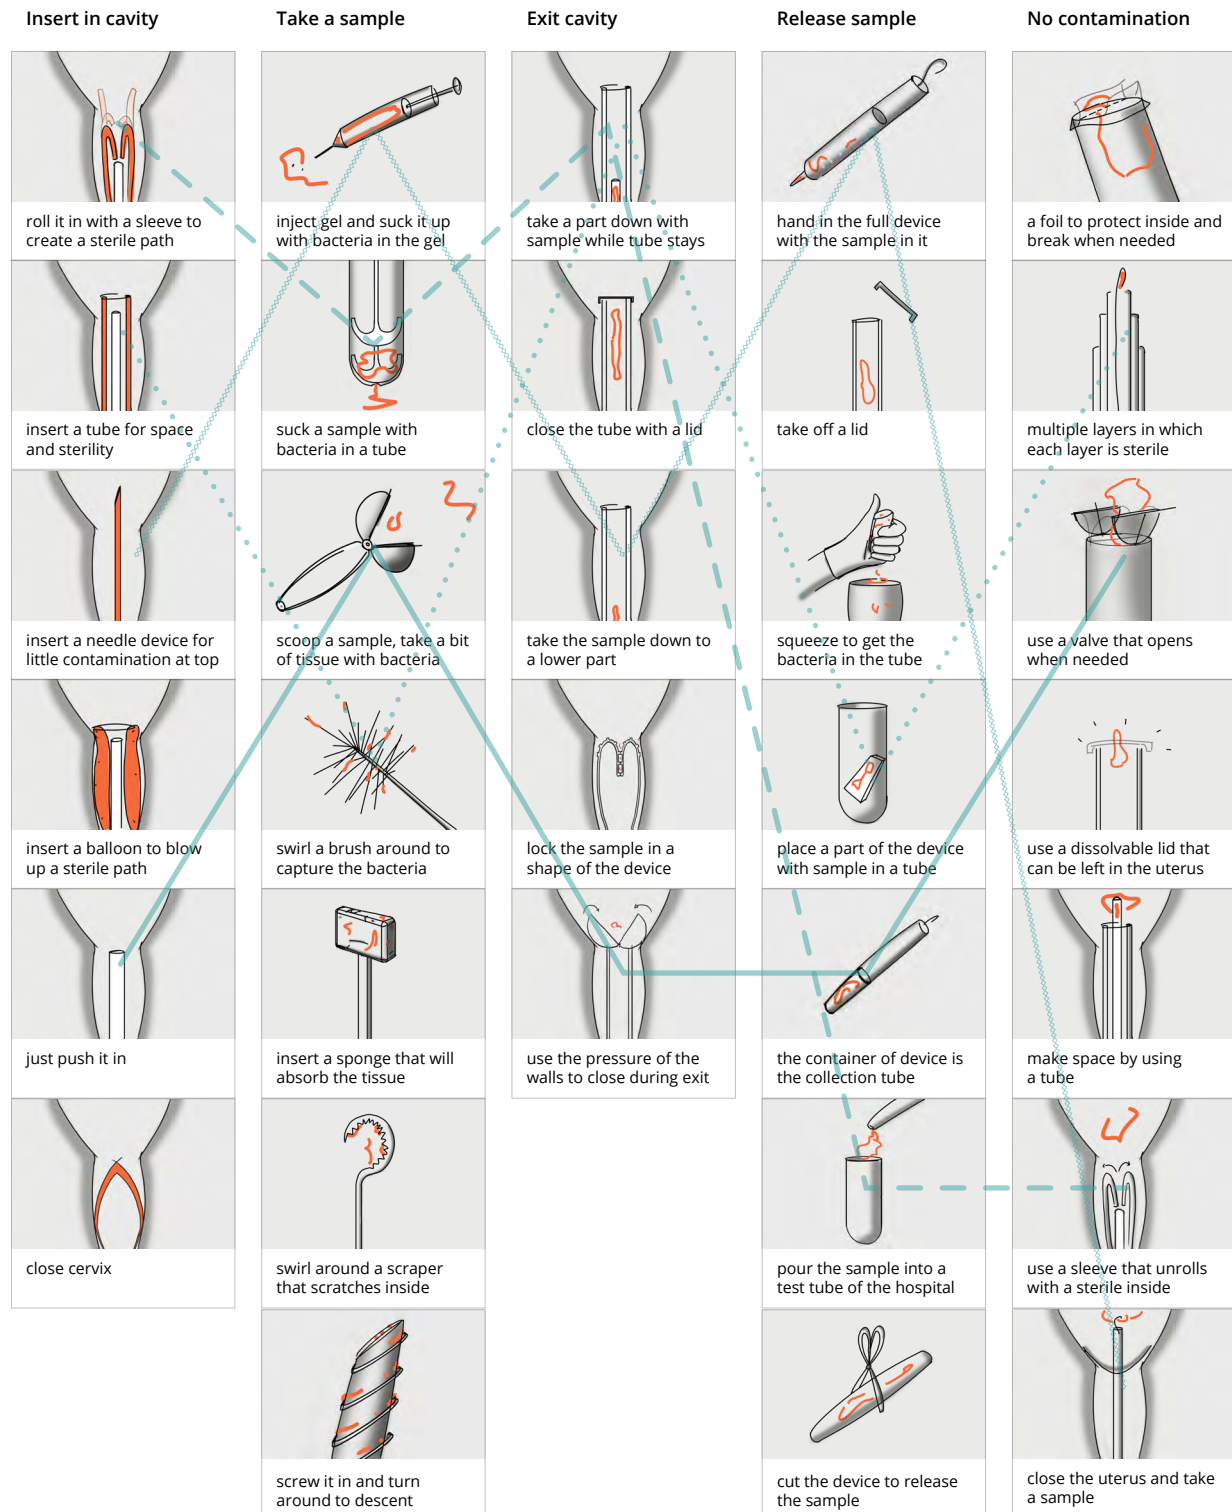 Insert in cavity
Take a sample
Exit cavity
Release sample
No contamination
roll it in with a sleeve to
create a sterile path
inject gel and suck it up
with bacteria in the gel
take a part down with
sample while tube stays
hand in the full device
with the sample in it
a foil to protect inside and
break when needed
insert a tube for space
and sterility
suck a sample with
bacteria in a tube
close the tube with a lid
take off a lid
multiple layers in which
each layer is sterile
insert a needle device for
little contamination at top
scoop a sample, take a bit
of tissue with bacteria
take the sample down to
a lower part
squeeze to get the
bacteria in the tube
use a valve that opens
when needed
insert a balloon to blow
up a sterile path
swirl a brush around to
capture the bacteria
lock the sample in a
shape of the device
place a part of the device
with sample in a tube
use a dissolvable lid that
can be left in the uterus
just push it in
insert a sponge that will
absorb the tissue
use the pressure of the
walls to close during exit
the container of device is
the collection tube
make space by using
a tube
close cervix
swirl around a scraper
that scratches inside
pour the sample into a
test tube of the hospital
use a sleeve that unrolls
with a sterile inside
screw it in and turn
around to descent
cut the device to release
the sample
close the uterus and take
a sample